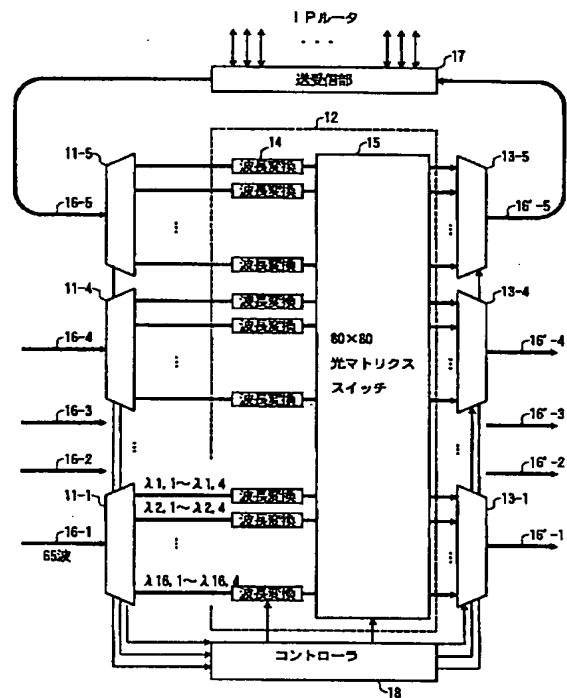 IPルータ
・・・
17
送受信部
12
14
15
11-5
13-5
波長変換
波長変換
16-5
16'-5
波長変換
11-4
13-4
波長変換
波長変換
16-4
16'-4
80×80
光マトリクス
スイッチ
波長変換
16-3
16'-3
16-2
16'-2
11-1
13-1
λ1,1~λ1,4
波長変換
λ2,1~λ2,4
波長変換
16-1
16'-1
65波
λ16,1~λ16,4
波長変換
コントローラ
18